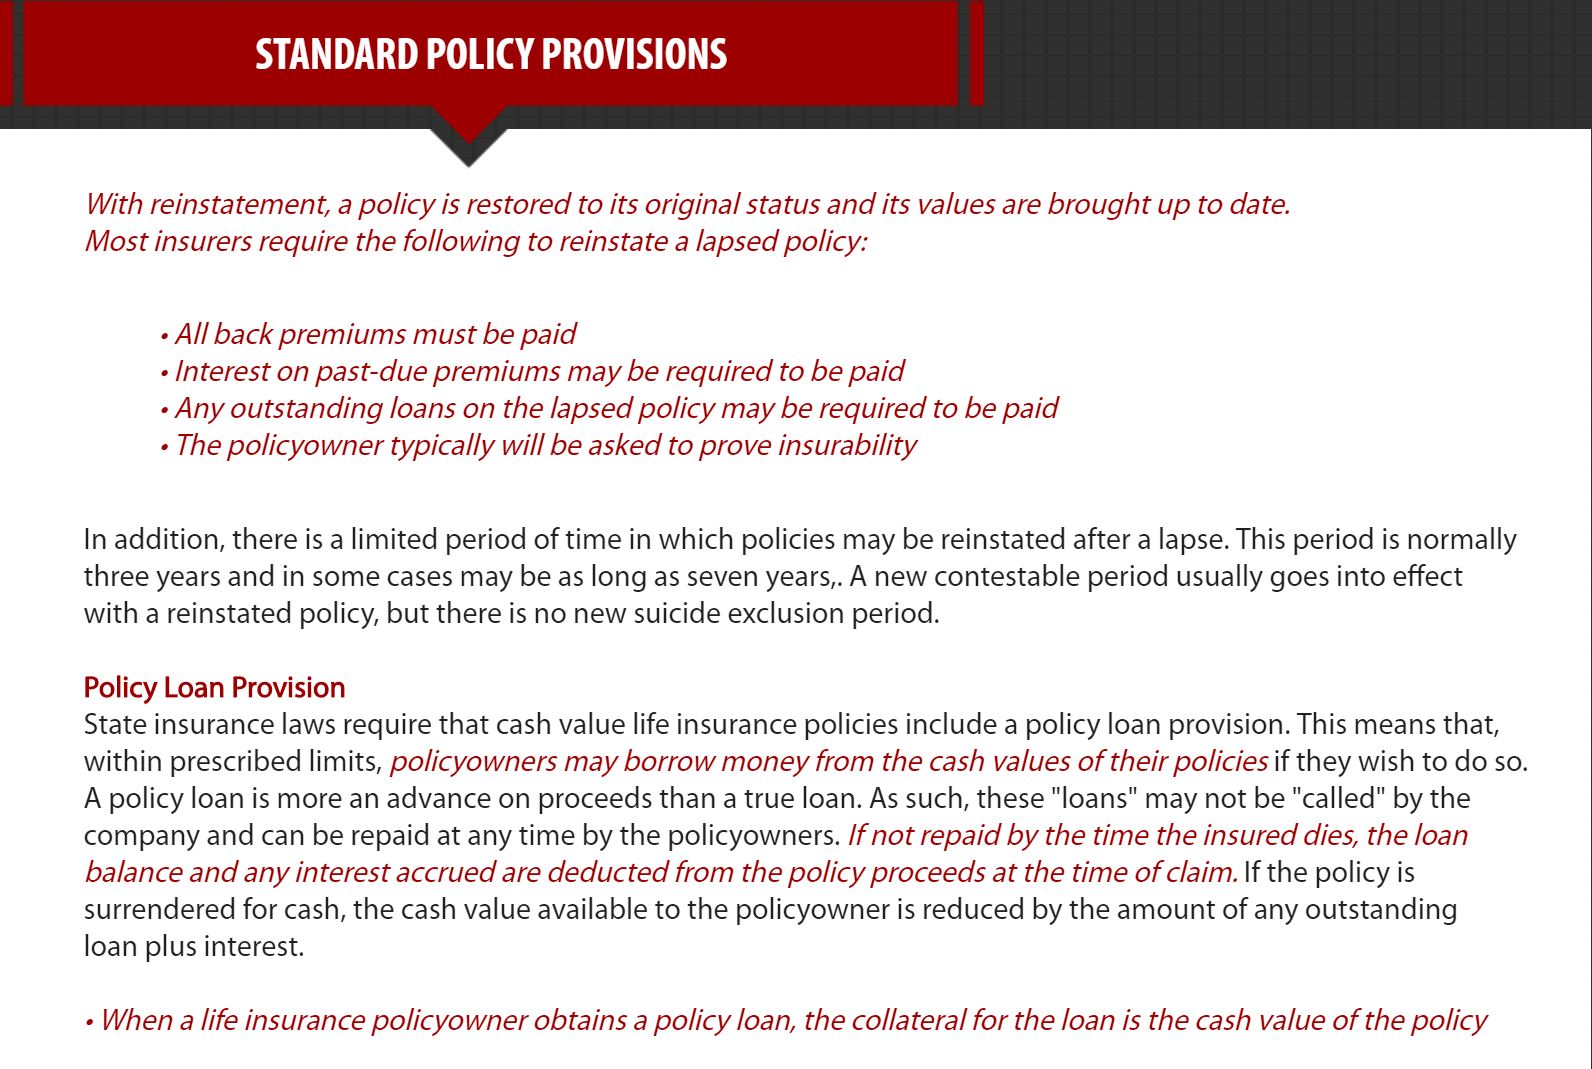 STANDARD POLICY PROVISIONS
With reinstatement, a policy is restored to its original status and its values are brought up to date.
Most insurers require the following to reinstate a lapsed policy:
• All back premiums must be paid
• Interest on past-due premiums may be required to be paid
• Any outstanding loans on the lapsed policy may be required to be paid
• The policyowner typically will be asked to prove insurability
In addition, there is a limited period of time in which policies may be reinstated after a lapse. This period is normally
three years and in some cases may be as long as seven years,. A new contestable period usually goes into effect
with a reinstated policy, but there is no new suicide exclusion period.
Policy Loan Provision
State insurance laws require that cash value life insurance policies include a policy loan provision. This means that,
within prescribed limits, policyowners may borrow money from the cash values of their policies if they wish to do so.
A policy loan is more an advance on proceeds than a true loan. As such, these "loans" may not be "called" by the
company and can be repaid at any time by the policyowners. If not repaid by the time the insured dies, the loan
balance and any interest accrued are deducted from the policy proceeds at the time of claim. If the policy is
surrendered for cash, the cash value available to the policyowner is reduced by the amount of any outstanding
loan plus interest.
• When a life insurance policyowner obtains a policy loan, the collateral for the loan is the cash value of the policy